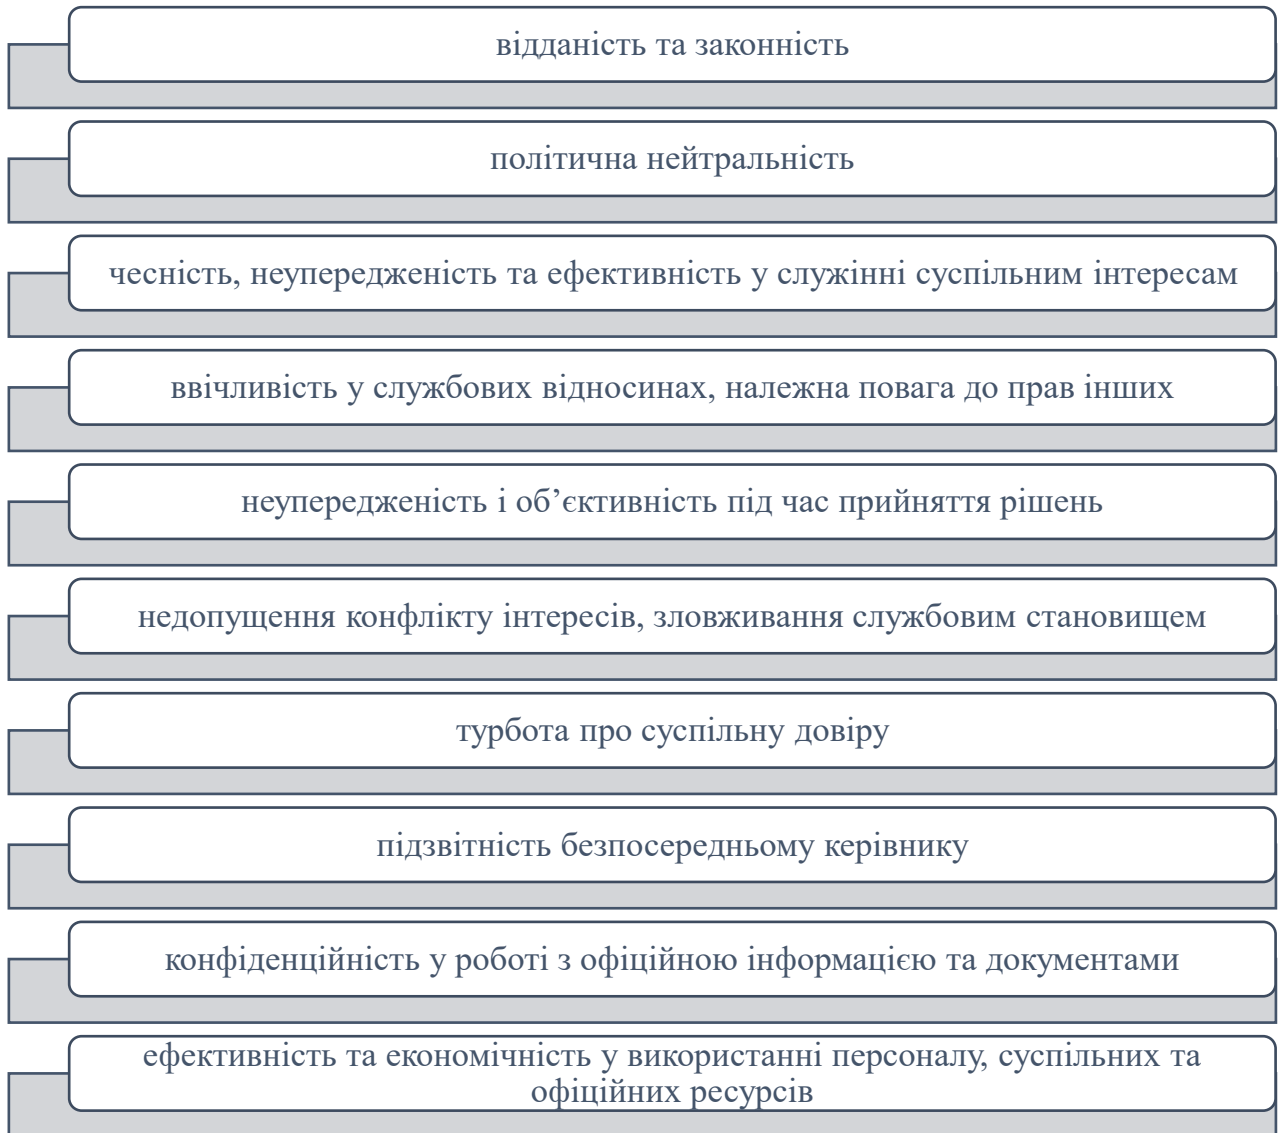 відданість та законність
політична нейтральність
чесність, неупередженість та ефективність у служінні суспільним інтересам
ввічливість у службових відносинах, належна повага до прав інших
неупередженість і об’єктивність під час прийняття рішень
недопущення конфлікту інтересів, зловживання службовим становищем
турбота про суспільну довіру
підзвітність безпосередньому керівнику
конфіденційність у роботі з офіційною інформацією та документами
ефективність та економічність у використанні персоналу, суспільних та
офіційних ресурсів